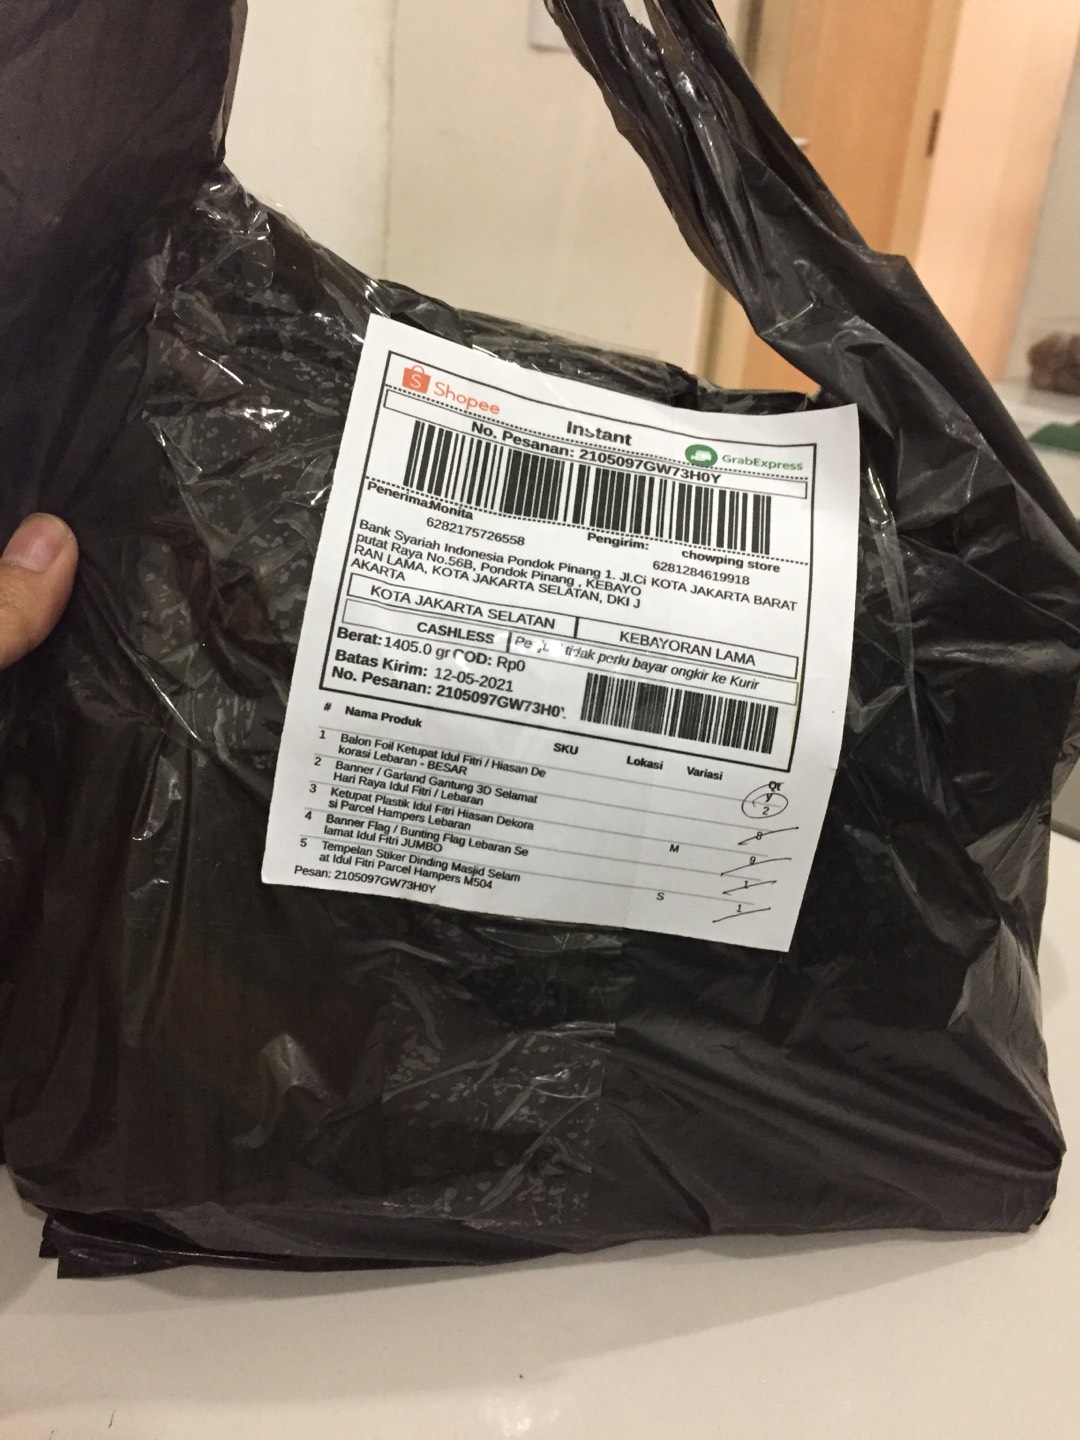 Shopee
Instant
GrabExpress
No. Pesanan: 2105097GW73H0Y
Penerima:Monita
6282175726558
Pengirim: chowping store
6281284619918
KOTA JAKARTA BARAT
Bank Syariah Indonesia Pondok Pinang 1. Jl.Ci
putat Raya No.56B, Pondok Pinang , KEBAYO
RAN LAMA, KOTA JAKARTA SELATAN, DKI J
AKARTA
KOTA JAKARTA SELATAN KEBAYORAN LAMA
CASHLESS tidak perlu bayar ongkir ke Kurir
Berat: 1405.0 gr COD: Rp0
Batas Kirim: 12-05-2021
No. Pesanan: 2105097GW73H0
# Nama Produk SKU Lokasi Variasi Qt
y
1 Balon Foil Ketupat Idul Fitri / Hiasan De 2
korasi Lebaran - BESAR
2 Banner / Garland Gantung 3D Selamat 8
Hari Raya Idul Fitri / Lebaran
3 Ketupat Plastik Idul Fitri Hiasan Dekora M 9
si Parcel Hampers Lebaran
4 Banner Flag / Bunting Flag Lebaran Se 1
lamat Idul Fitri JUMBO
5 Tempelan Stiker Dinding Masjid Selam S 1
at Idul Fitri Parcel Hampers M504
Pesan: 2105097GW73H0Y